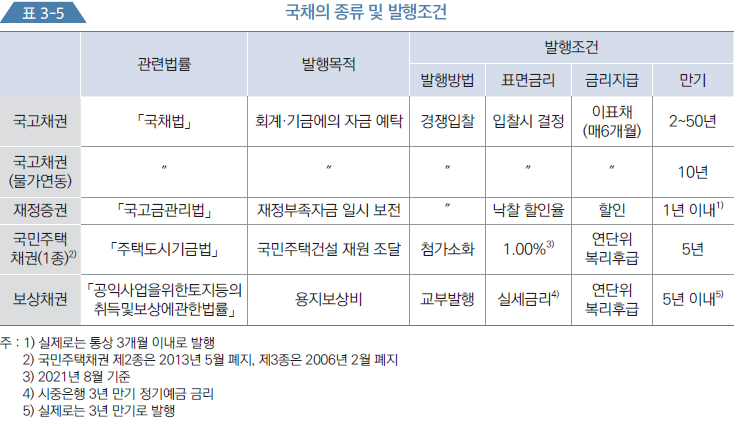 표 3-5 국채의 종류 및 발행조건
관련법률 발행목적 발행조건
발행방법 표면금리 금리지급 만기
국고채권 「국채법」 회계·기금에의 자금 예탁 경쟁입찰 입찰시 결정 이표채 (매6개월) 2~50년
국고채권 (물가연동) 〃 〃 〃 〃 〃 10년
재정증권 「국고금관리법」 재정부족자금 일시 보전 〃 낙찰 할인율 할인 1년 이내1)
국민주택 채권(1종)2) 「주택도시기금법」 국민주택건설 재원 조달 첨가소화 1.00%3) 연단위 복리후급 5년
보상채권 「공익사업을위한토지등의 취득및보상에관한법률」 용지보상비 교부발행 실세금리4) 연단위 복리후급 5년 이내5)
주 : 1) 실제로는 통상 3개월 이내로 발행
2) 국민주택채권 제2종은 2013년 5월 폐지, 제3종은 2006년 2월 폐지
3) 2021년 8월 기준
4) 시중은행 3년 만기 정기예금 금리
5) 실제로는 3년 만기로 발행